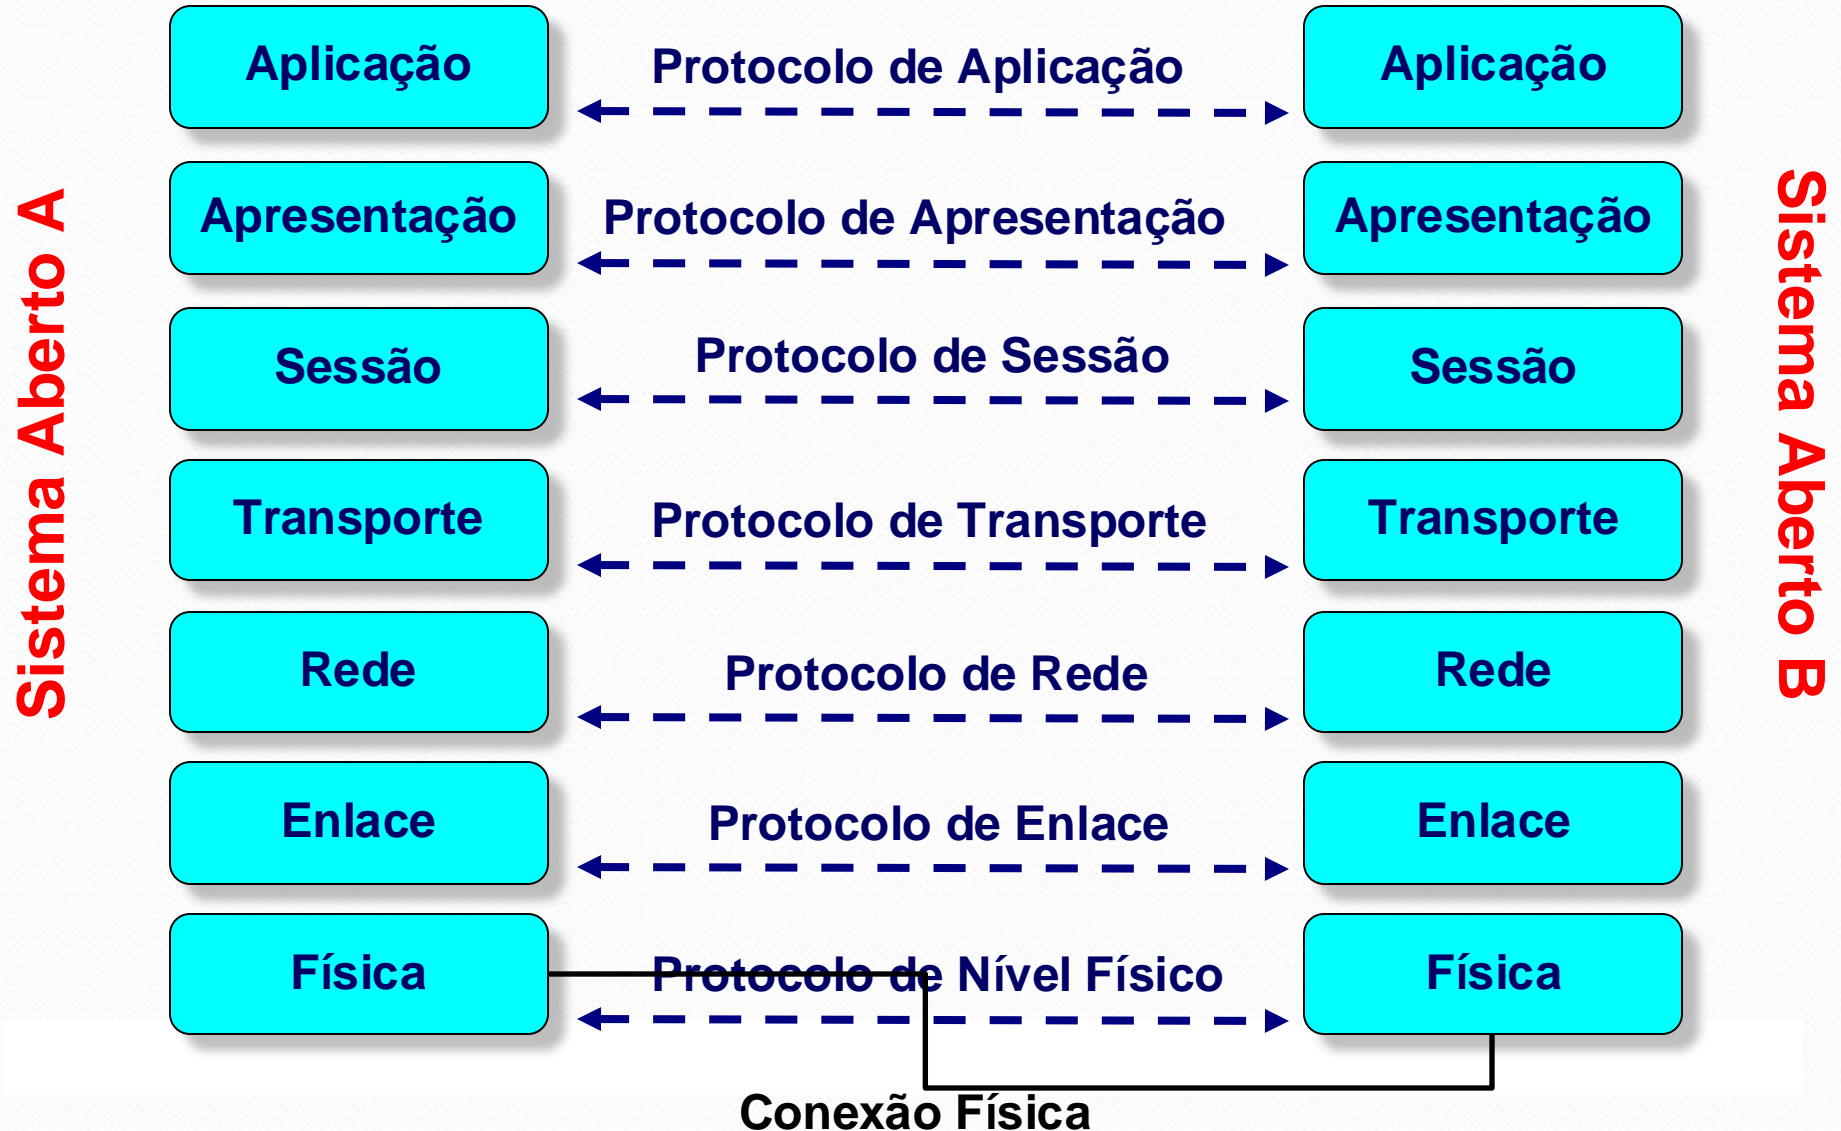 Sistema Aberto A
Aplicação
Protocolo de Aplicação
Aplicação
Apresentação
Protocolo de Apresentação
Apresentação
Sessão
Protocolo de Sessão
Sessão
Transporte
Protocolo de Transporte
Transporte
Rede
Protocolo de Rede
Rede
Enlace
Protocolo de Enlace
Enlace
Física
Protocolo de Nível Físico
Física
Conexão Física
Sistema Aberto B